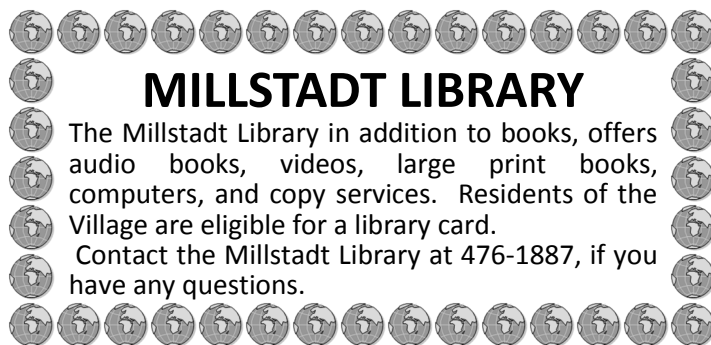 MILLSTADT LIBRARY
The Millstadt Library in addition to books, offers
audio books, videos, large print books,
computers, and copy services. Residents of the
Village are eligible for a library card.
Contact the Millstadt Library at 476-1887, if you
have any questions.